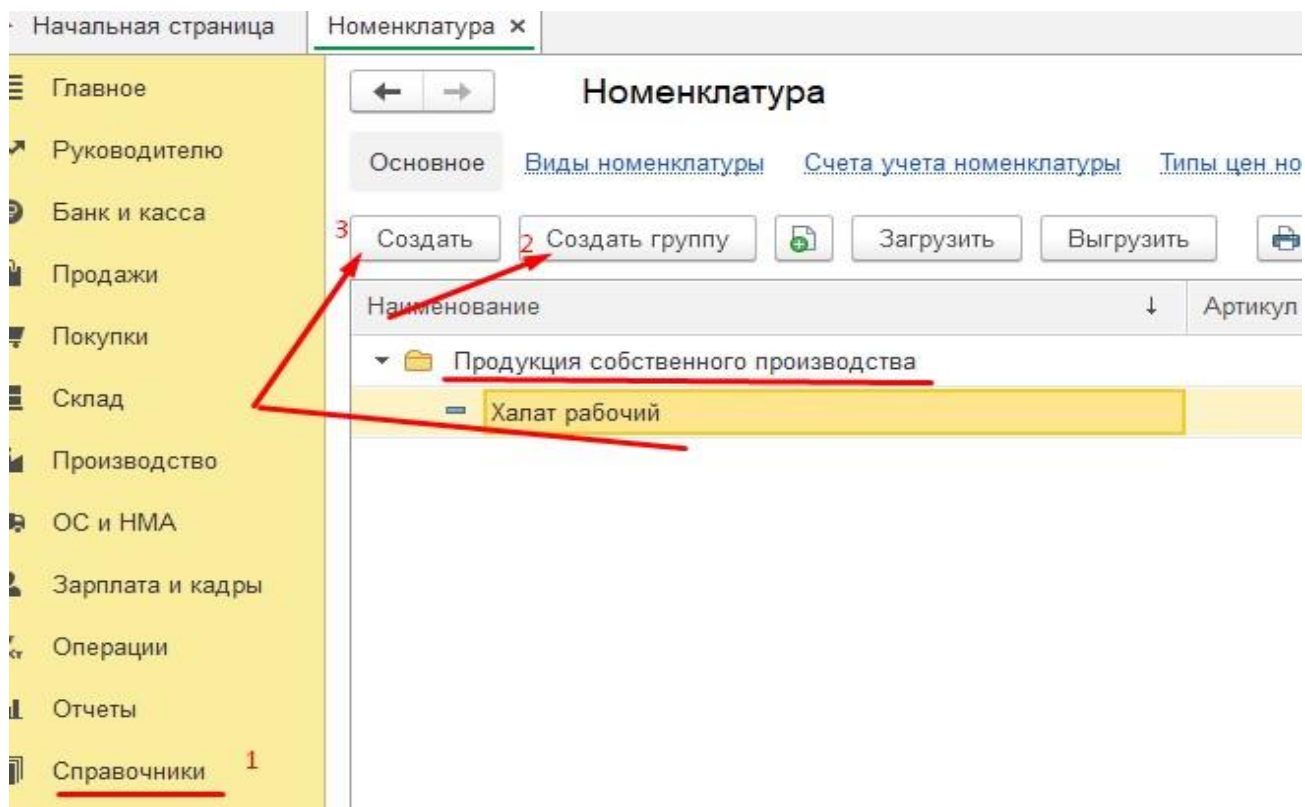 Начальная страница
Номенклатура ×
Главное
Руководителю
Банк и касса
Продажи
Покупки
Склад
Производство
ОС и НМА
Зарплата и кадры
Операции
Отчеты
Справочники 1
Номенклатура
Основное Виды номенклатуры Счета учета номенклатуры Типы цен но
3 Создать 2 Создать группу Загрузить Выгрузить
Наименование ↓ Артикул
Продукция собственного производства
Халат рабочий